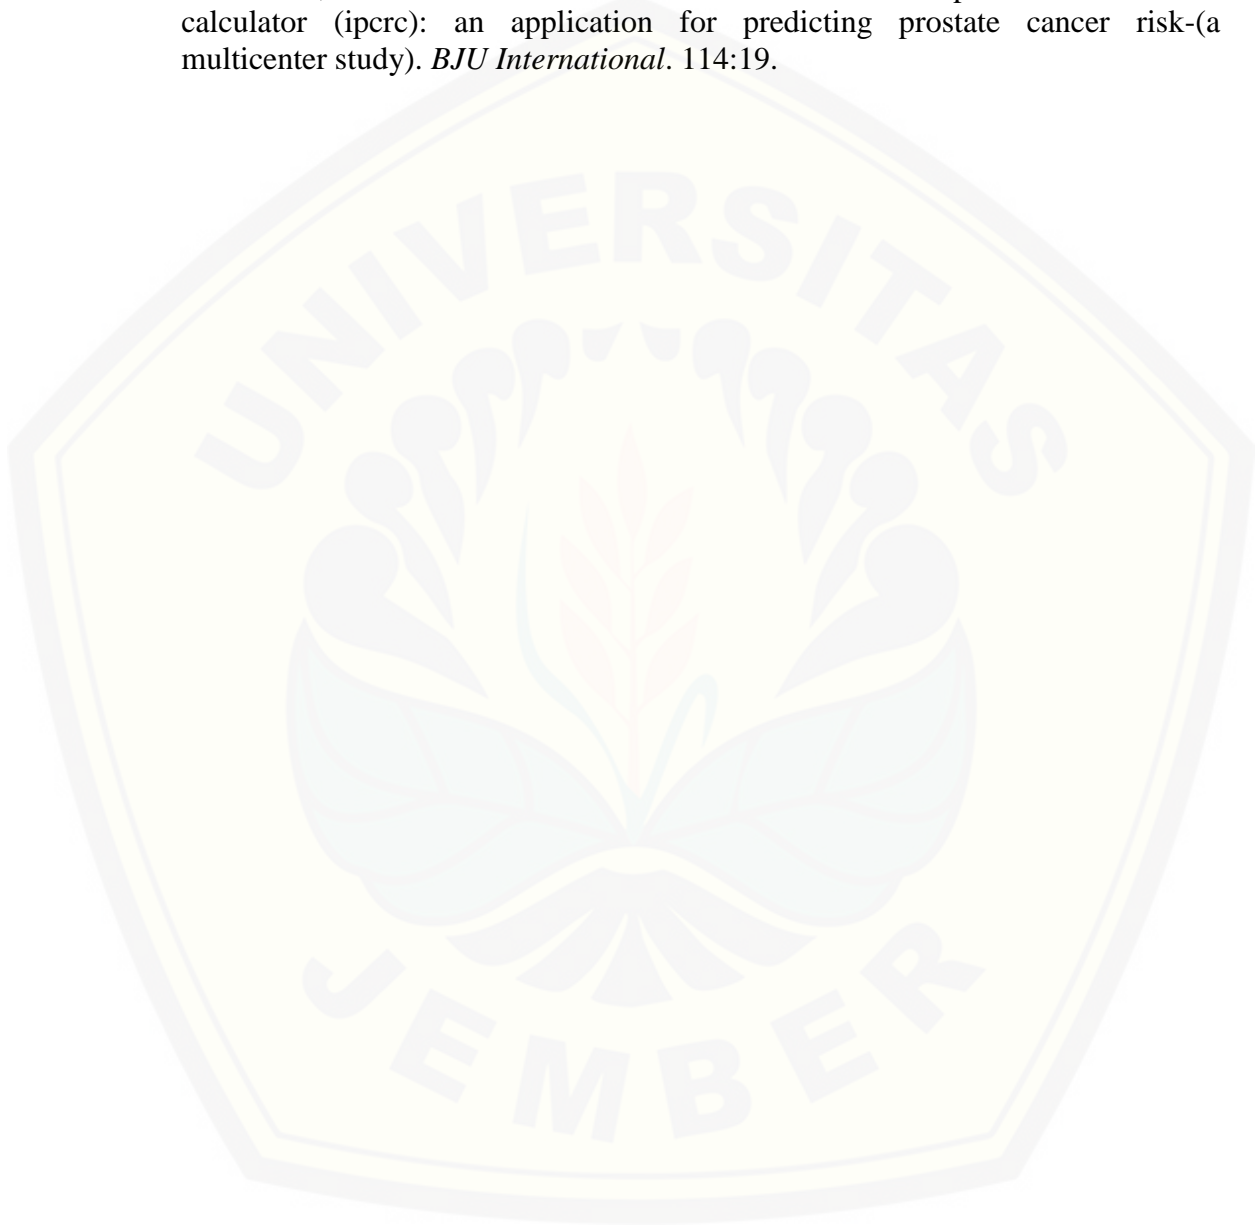 calculator (ipcrc): an application for predicting prostate cancer risk-(a
multicenter study). BJU International. 114:19.
UNIVERSITAS
JEMBER